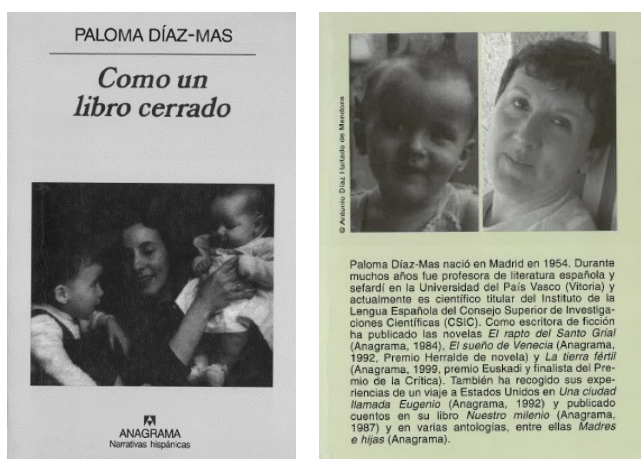 PALOMA DÍAZ-MAS
Como un
libro cerrado
ANAGRAMA
Narrativas hispánicas
© Antonio Díaz Hurtado de Mendoza
Paloma Díaz-Mas nació en Madrid en 1954. Durante
muchos años fue profesora de literatura española y
sefardí en la Universidad del País Vasco (Vitoria) y
actualmente es científico titular del Instituto de la
Lengua Española del Consejo Superior de Investiga-
ciones Científicas (CSIC). Como escritora de ficción
ha publicado las novelas El rapto del Santo Grial
(Anagrama, 1984), El sueño de Venecia (Anagrama,
1992, Premio Herralde de novela) y La tierra fértil
(Anagrama, 1999, premio Euskadi y finalista del Pre-
mio de la Crítica). También ha recogido sus expe-
riencias de un viaje a Estados Unidos en Una ciudad
llamada Eugenio (Anagrama, 1992) y publicado
cuentos en su libro Nuestro milenio (Anagrama,
1987) y en varias antologías, entre ellas Madres
e hijas (Anagrama).